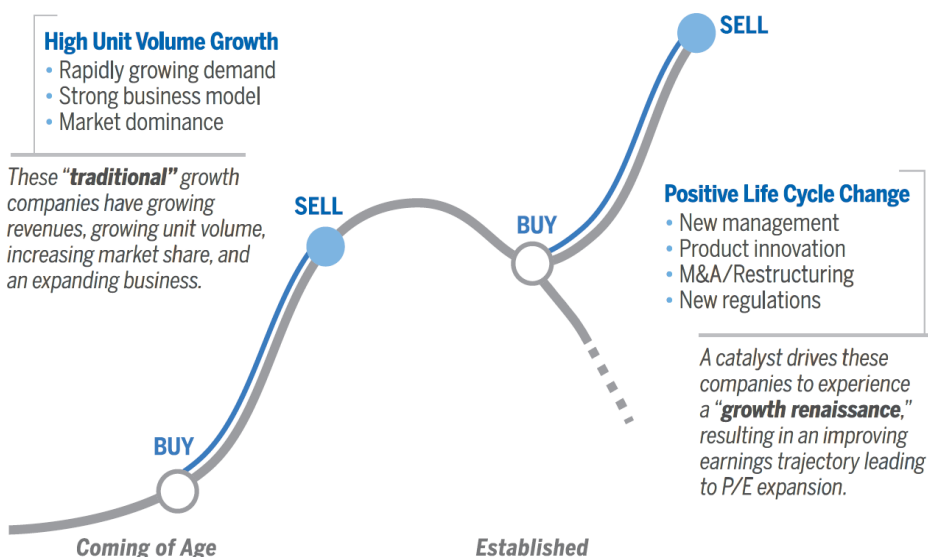 High Unit Volume Growth
• Rapidly growing demand
• Strong business model
• Market dominance
These “traditional” growth
companies have growing
revenues, growing unit volume,
increasing market share, and
an expanding business.
BUY
SELL
BUY
SELL
Positive Life Cycle Change
• New management
• Product innovation
• M&A/Restructuring
• New regulations
A catalyst drives these
companies to experience
a “growth renaissance,”
resulting in an improving
earnings trajectory leading
to P/E expansion.
Coming of Age
Established